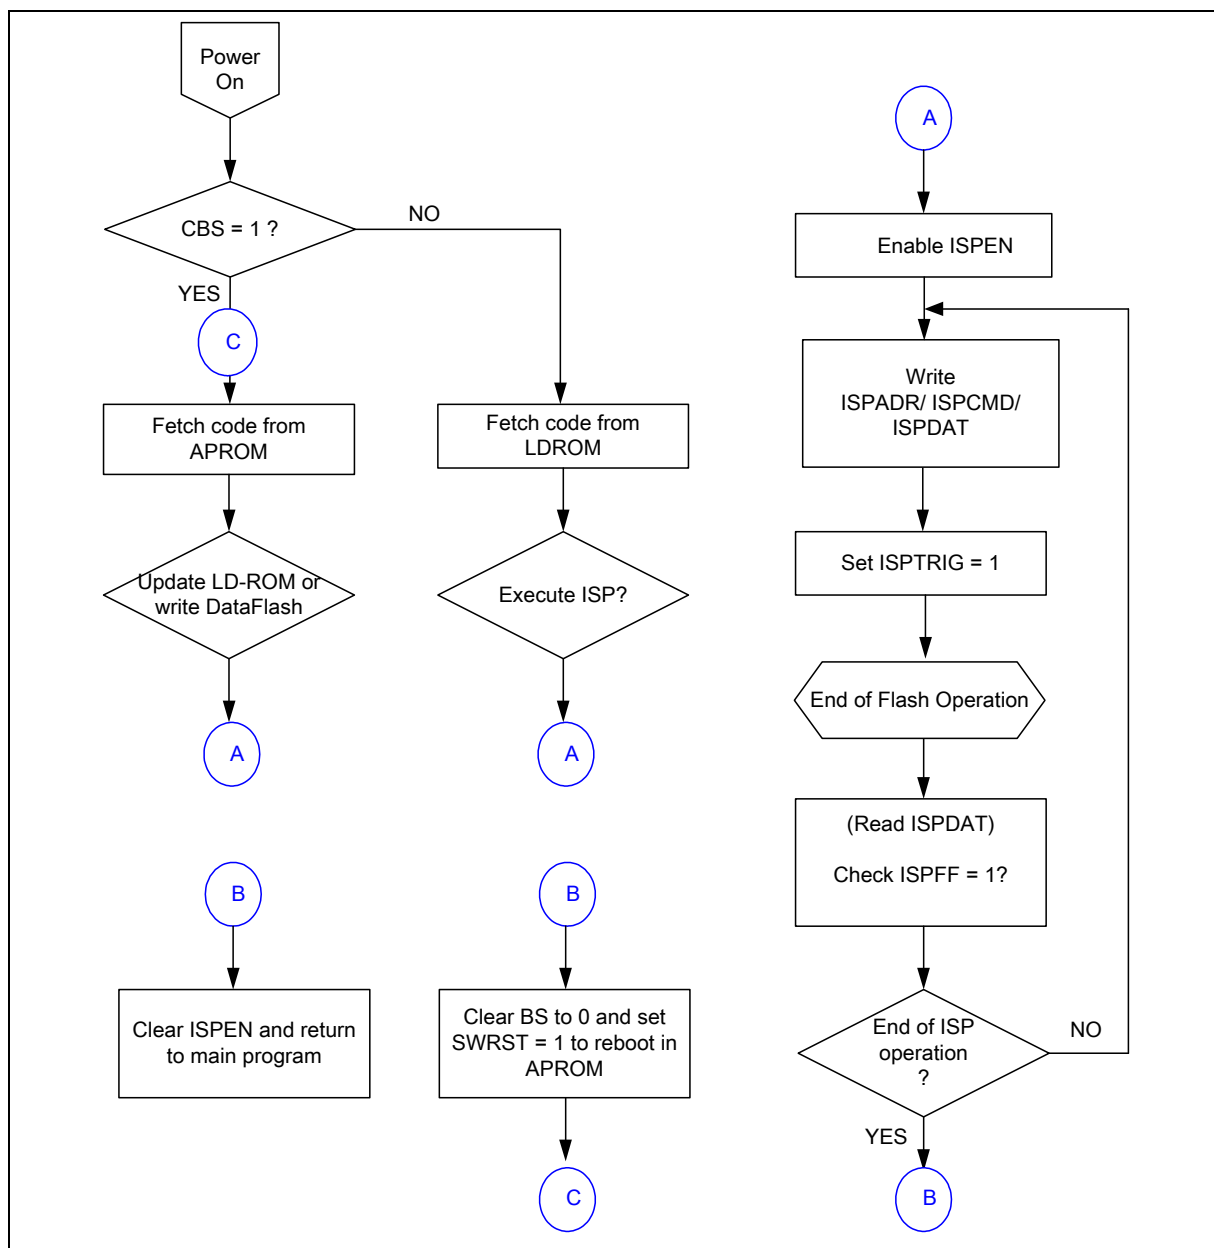 Power
On
CBS = 1 ?
NO
YES
C
Fetch code from
APROM
Fetch code from
LDROM
Update LD-ROM or
write DataFlash
Execute ISP?
A
A
B
B
Clear ISPEN and return
to main program
Clear BS to 0 and set
SWRST = 1 to reboot in
APROM
C
A
Enable ISPEN
Write
ISPADR/ ISPCMD/
ISPDAT
Set ISPTRIG = 1
End of Flash Operation
(Read ISPDAT)
Check ISPFF = 1?
End of ISP
operation
?
NO
YES
B